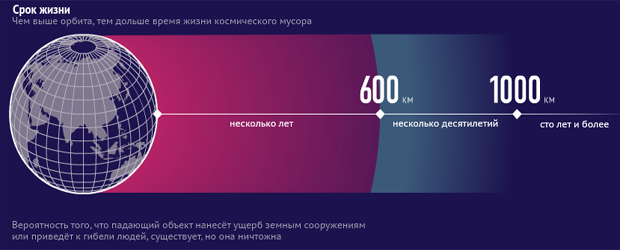 Срок жизни
Чем выше орбита, тем дольше время жизни космического мусора
600 км
1000 км
несколько лет
несколько десятилетий
сто лет и более
Вероятность того, что падающий объект нанесёт ущерб земным сооружениям
или приведёт к гибели людей, существует, но она ничтожна